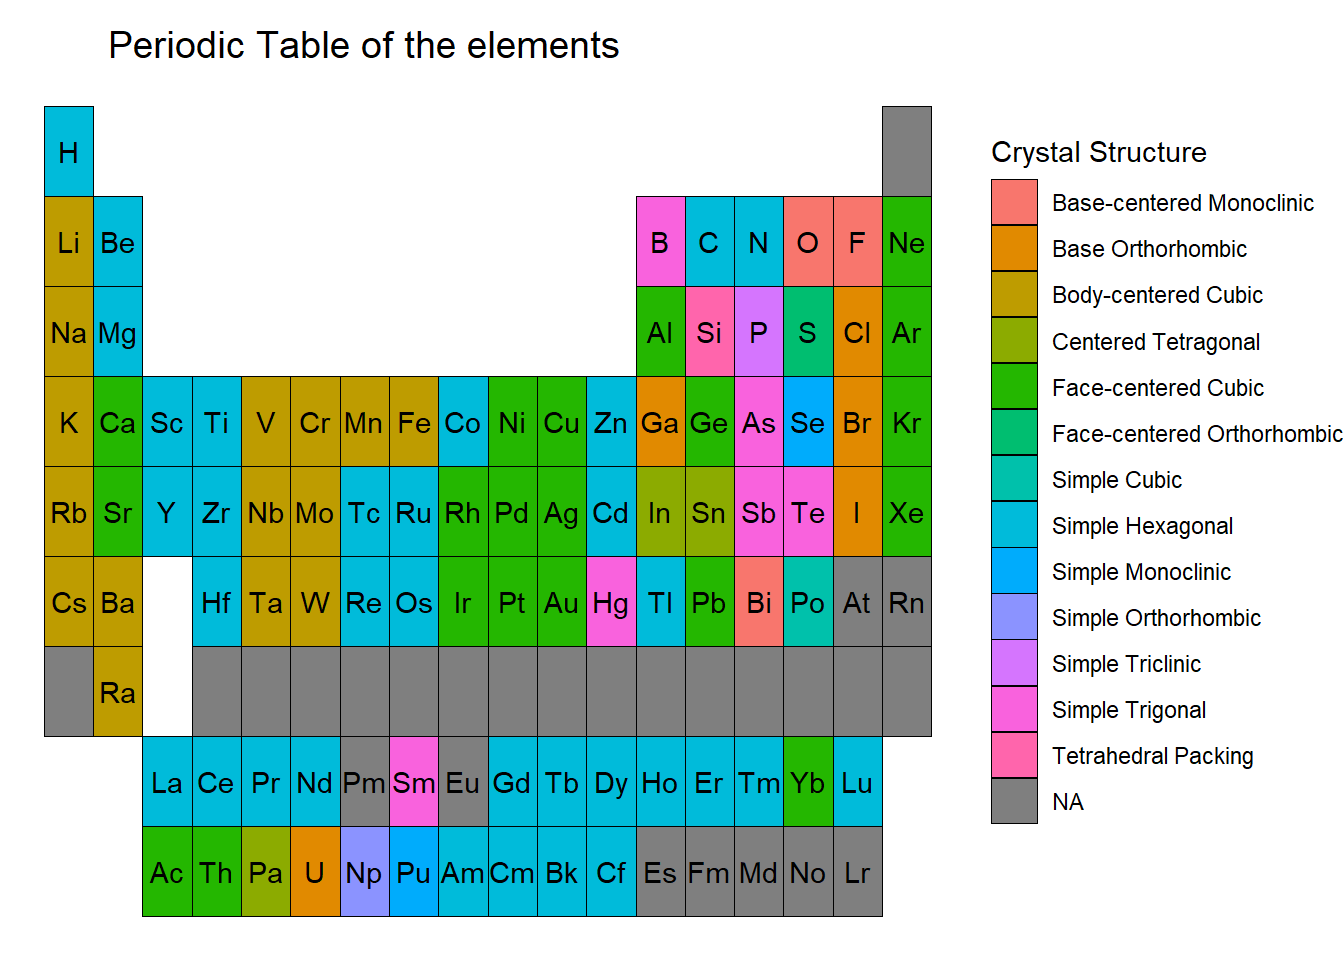 Periodic Table of the elements
H
Li Be B C N O F Ne
Na Mg Al Si P S Cl Ar
K Ca Sc Ti V Cr Mn Fe Co Ni Cu Zn Ga Ge As Se Br Kr
Rb Sr Y Zr Nb Mo Tc Ru Rh Pd Ag Cd In Sn Sb Te I Xe
Cs Ba Hf Ta W Re Os Ir Pt Au Hg Tl Pb Bi Po At Rn
Ra
La Ce Pr Nd Pm Sm Eu Gd Tb Dy Ho Er Tm Yb Lu
Ac Th Pa U Np Pu Am Cm Bk Cf Es Fm Md No Lr
Crystal Structure
Base-centered Monoclinic
Base Orthorhombic
Body-centered Cubic
Centered Tetragonal
Face-centered Cubic
Face-centered Orthorhombic
Simple Cubic
Simple Hexagonal
Simple Monoclinic
Simple Orthorhombic
Simple Triclinic
Simple Trigonal
Tetrahedral Packing
NA